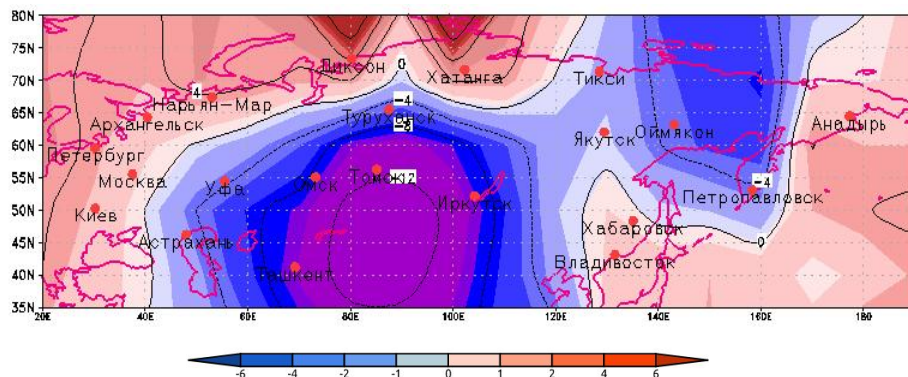 80N
75N
70N
65N
60N
55N
50N
45N
40N
35N
20E 40E 60E 80E 100E 120E 140E 160E 180
Диксон
0
Хатанга
Тикси
4
Нарьян-Мар
-4
Архангельск
Туруханск
-8
Якутск
Оймякон
Анадырь
Петербург
Москва
Уфа
Омск
Томск
-12
Иркутск
-4
Петропавловск
Киев
Хабаровск
Астрахань
0
Владивосток
Ташкент
-6 -4 -2 -1 0 1 2 4 6